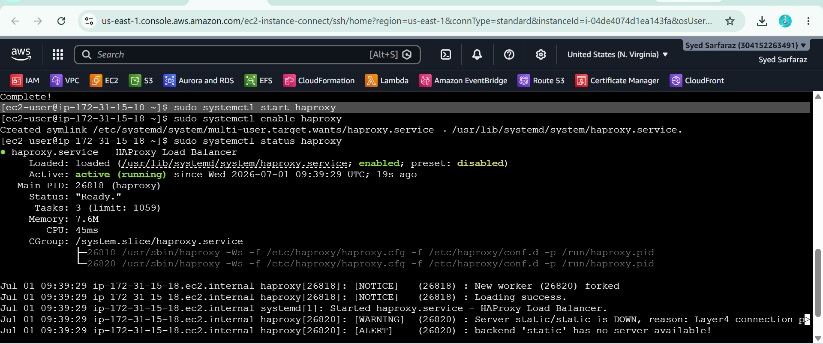 us-east-1.console.aws.amazon.com/ec2-instance-connect/ssh/home?region=us-east-1&connType=standard&instanceId=i-04de4074d1ea143fa&osUser...
aws
Search
[Alt+S]
United States (N. Virginia)
Syed Sarfaraz (304152263491)
Syed Sarfaraz
IAM VPC EC2 S3 Aurora and RDS EFS CloudFormation Lambda Amazon EventBridge Route 53 Certificate Manager CloudFront
Complete!
[ec2-user@ip-172-31-15-18 ~]$ sudo systemctl start haproxy
[ec2-user@ip-172-31-15-18 ~]$ sudo systemctl enable haproxy
Created symlink /etc/systemd/system/multi-user.target.wants/haproxy.service . /usr/lib/systemd/system/haproxy.service.
[ec2-user@ip-172-31-15-18 ~]$ sudo systemctl status haproxy
● haproxy.service - HAProxy Load Balancer
Loaded: loaded (/usr/lib/systemd/system/haproxy.service; enabled; preset: disabled)
Active: active (running) since Wed 2026-07-01 09:39:29 UTC; 19s ago
Main PID: 26818 (haproxy)
Status: "Ready."
Tasks: 3 (limit: 1059)
Memory: 7.6M
CPU: 45ms
CGroup: /system.slice/haproxy.service
├─26818 /usr/sbin/haproxy -Ws -f /etc/haproxy/haproxy.cfg -f /etc/haproxy/conf.d -p /run/haproxy.pid
└─26820 /usr/sbin/haproxy -Ws -f /etc/haproxy/haproxy.cfg -f /etc/haproxy/conf.d -p /run/haproxy.pid
Jul 01 09:39:29 ip-172-31-15-18.ec2.internal haproxy[26818]: [NOTICE] (26818) : New worker (26820) forked
Jul 01 09:39:29 ip-172-31-15-18.ec2.internal haproxy[26818]: [NOTICE] (26818) : Loading success.
Jul 01 09:39:29 ip-172-31-15-18.ec2.internal systemd[1]: Started haproxy.service - HAProxy Load Balancer.
Jul 01 09:39:29 ip-172-31-15-18.ec2.internal haproxy[26820]: [WARNING] (26820) : Server static/static is DOWN, reason: Layer4 connection p>
Jul 01 09:39:29 ip-172-31-15-18.ec2.internal haproxy[26820]: [ALERT] (26820) : backend 'static' has no server available!